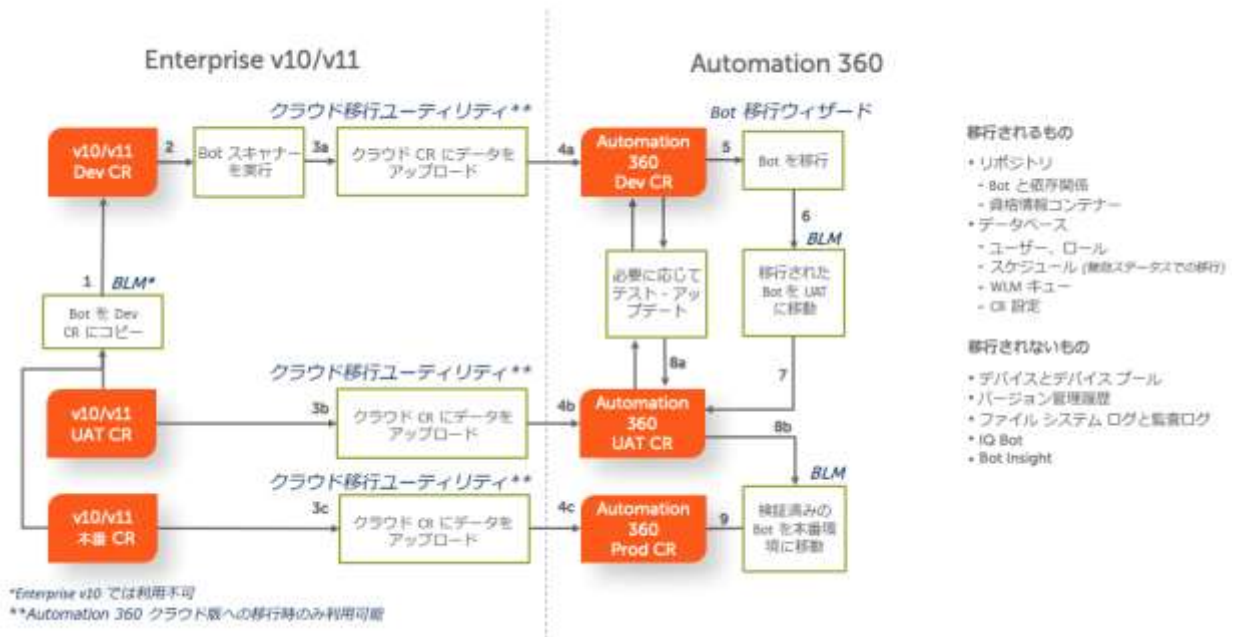 Enterprise v10/v11
Automation 360
クラウド移行ユーティリティ**
Bot 移行ウィザード
v10/v11
Dev CR
2
Bot スキャナー
を実行
3a
クラウド CR にデータを
アップロード
4a
Automation
360
Dev CR
5
Bot を移行
6
BLM
1
BLM*
Bot を Dev
CR にコピー
必要に応じて
テスト・アッ
プデート
移行された
Bot を UAT
に移動
8a
7
クラウド移行ユーティリティ**
v10/v11
UAT CR
3b
クラウド CR にデータを
アップロード
4b
Automation
360
UAT CR
8b
BLM
クラウド移行ユーティリティ**
v10/v11
本番 CR
3c
クラウド CR にデータを
アップロード
4c
Automation
360
Prod CR
9
検証済みの
Bot を本番環
境に移動
*Enterprise v10 では利用不可
**Automation 360 クラウド版への移行時のみ利用可能
移行されるもの
• リポジトリ
- Bot と依存関係
- 資格情報コンテナー
• データベース
- ユーザー、ロール
- スケジュール (無効ステータスでの移行)
- WLM キュー
- CR 設定
移行されないもの
• デバイスとデバイス プール
• バージョン管理履歴
• ファイル システム ログと監査ログ
• IQ Bot
• Bot Insight